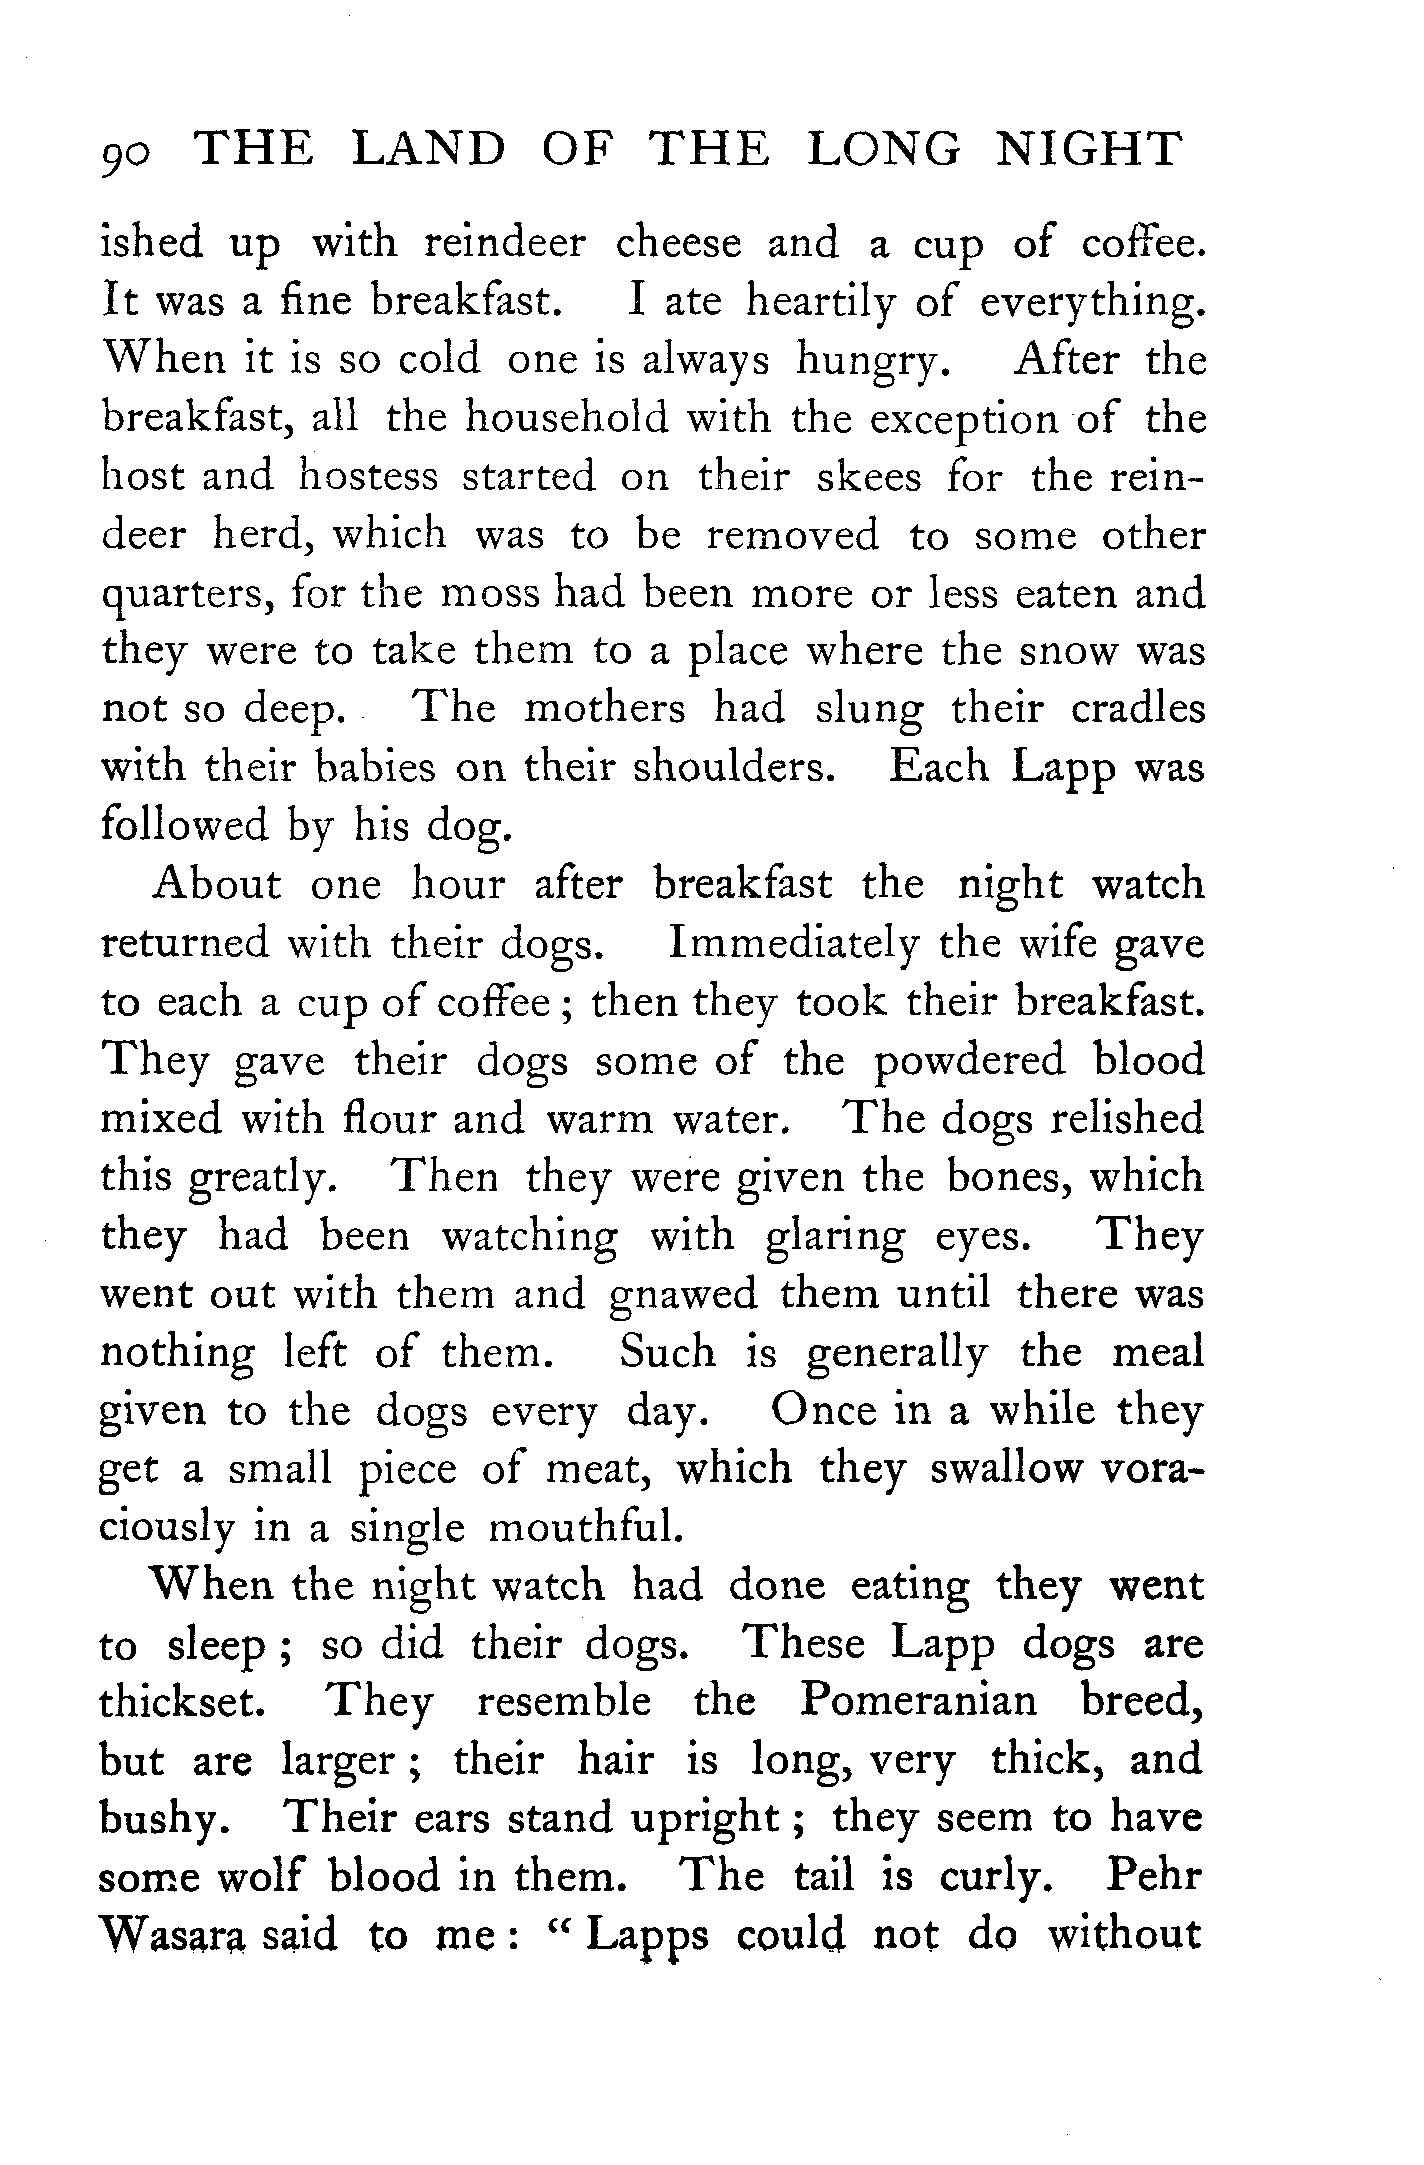 90 THE LAND OF THE LONG NIGHT
ished up with reindeer cheese and a cup of coffee.
It was a fine breakfast. I ate heartily of everything.
When it is so cold one is always hungry. After the
breakfast, all the household with the exception of the
host and hostess started on their skees for the rein-
deer herd, which was to be removed to some other
quarters, for the moss had been more or less eaten and
they were to take them to a place where the snow was
not so deep. The mothers had slung their cradles
with their babies on their shoulders. Each Lapp was
followed by his dog.
About one hour after breakfast the night watch
returned with their dogs. Immediately the wife gave
to each a cup of coffee ; then they took their breakfast.
They gave their dogs some of the powdered blood
mixed with flour and warm water. The dogs relished
this greatly. Then they were given the bones, which
they had been watching with glaring eyes. They
went out with them and gnawed them until there was
nothing left of them. Such is generally the meal
given to the dogs every day. Once in a while they
get a small piece of meat, which they swallow vora-
ciously in a single mouthful.
When the night watch had done eating they went
to sleep ; so did their dogs. These Lapp dogs are
thickset. They resemble the Pomeranian breed,
but are larger ; their hair is long, very thick, and
bushy. Their ears stand upright ; they seem to have
some wolf blood in them. The tail is curly. Pehr
Wasara said to me : “ Lapps could not do without